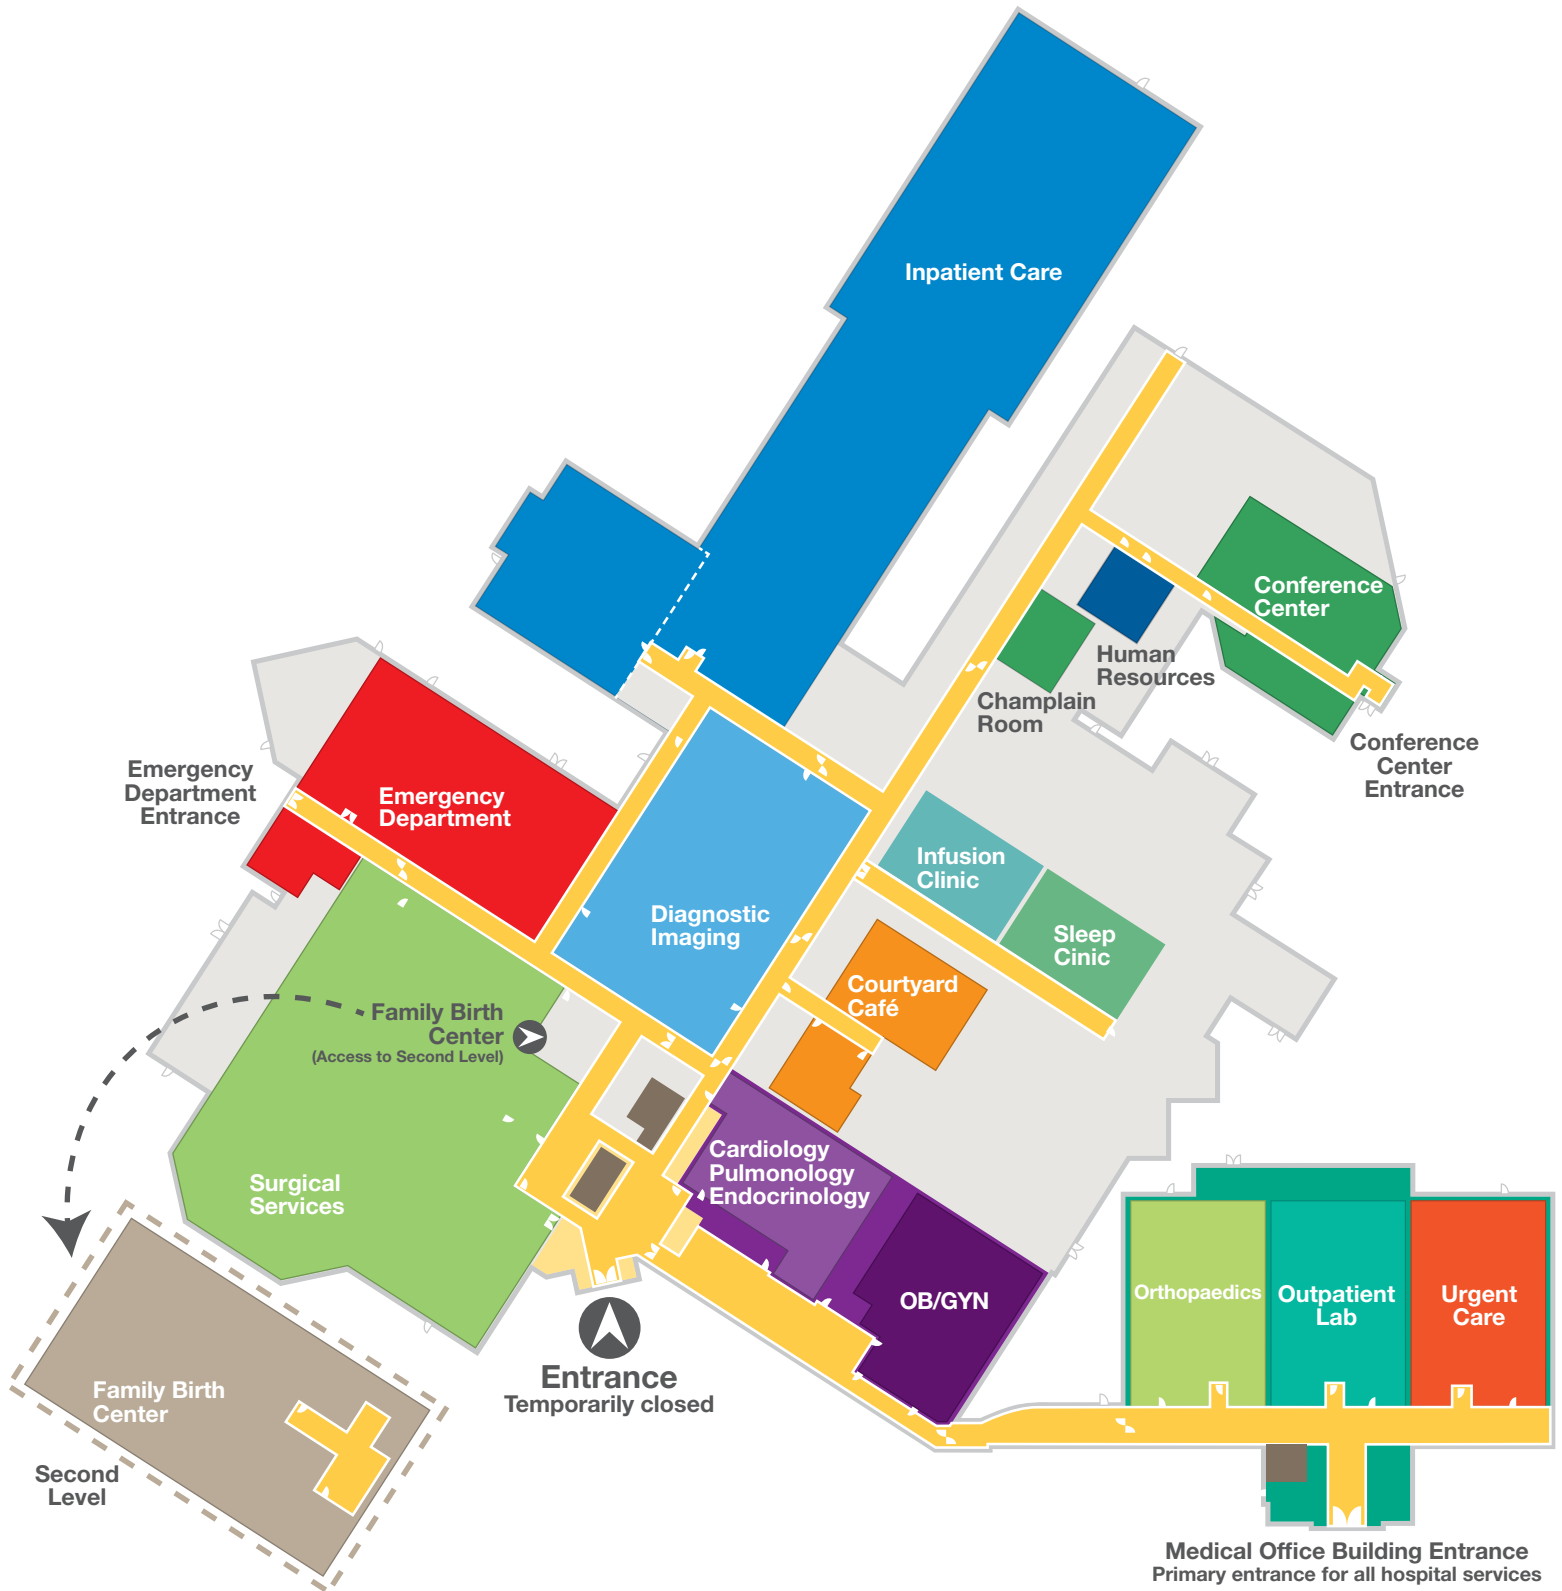 Inpatient Care
Conference
Center
Human
Resources
Champlain
Room
Conference
Center
Entrance
Emergency
Department
Entrance
Emergency
Department
Infusion
Clinic
Diagnostic
Imaging
Sleep
Cinic
Courtyard
Café
Family Birth
Center
(Access to Second Level)
Cardiology
Pulmonology
Endocrinology
Surgical
Services
OB/GYN
Orthopaedics
Outpatient
Lab
Urgent
Care
Entrance
Temporarily closed
Family Birth
Center
Second
Level
Medical Office Building Entrance
Primary entrance for all hospital services